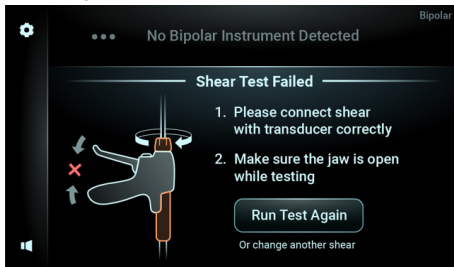 Bipolar
No Bipolar Instrument Detected
Shear Test Failed
1. Please connect shear
with transducer correctly
2. Make sure the jaw is open
while testing
Run Test Again
Or change another shear